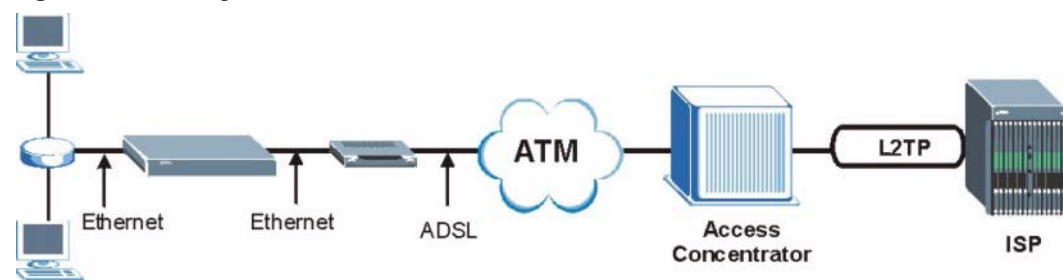 ATM
L2TP
Ethernet
Ethernet
ADSL
Access
Concentrator
ISP